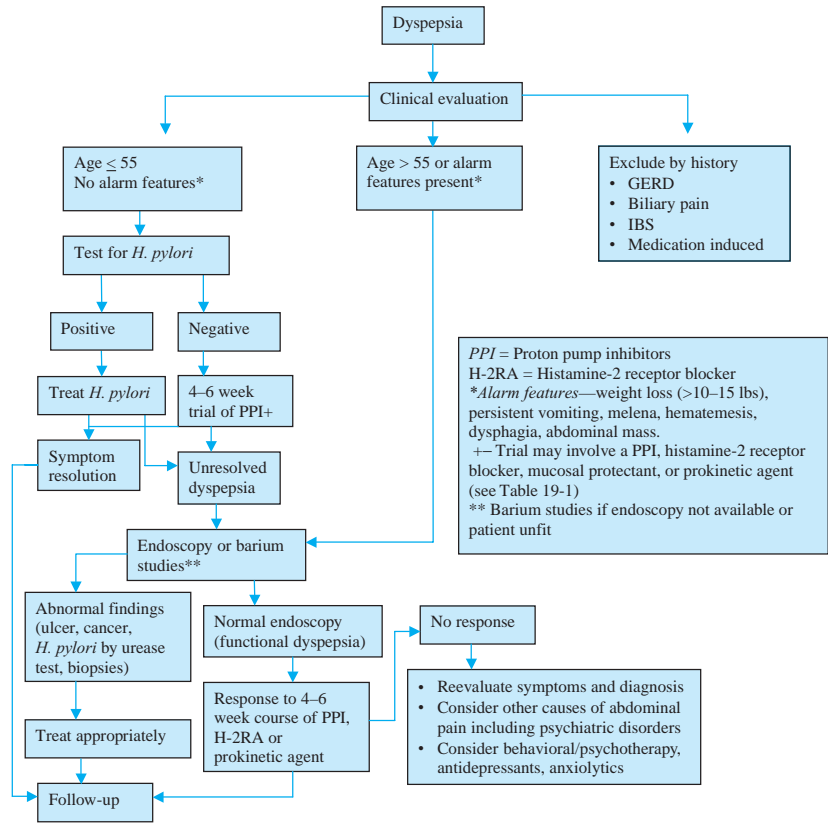 Dyspepsia
Clinical evaluation
Age ≤ 55
No alarm features*
Age > 55 or alarm
features present*
Exclude by history
• GERD
• Biliary pain
• IBS
• Medication induced
Test for H. pylori
Positive
Negative
Treat H. pylori
4–6 week
trial of PPI+
Symptom
resolution
Unresolved
dyspepsia
PPI = Proton pump inhibitors
H-2RA = Histamine-2 receptor blocker
*Alarm features—weight loss (>10–15 lbs),
persistent vomiting, melena, hematemesis,
dysphagia, abdominal mass.
+– Trial may involve a PPI, histamine-2 receptor
blocker, mucosal protectant, or prokinetic agent
(see Table 19-1)
** Barium studies if endoscopy not available or
patient unfit
Endoscopy or barium
studies**
Abnormal findings
(ulcer, cancer,
H. pylori by urease
test, biopsies)
Normal endoscopy
(functional dyspepsia)
No response
Response to 4–6
week course of PPI,
H-2RA or
prokinetic agent
• Reevaluate symptoms and diagnosis
• Consider other causes of abdominal
pain including psychiatric disorders
• Consider behavioral/psychotherapy,
antidepressants, anxiolytics
Treat appropriately
Follow-up